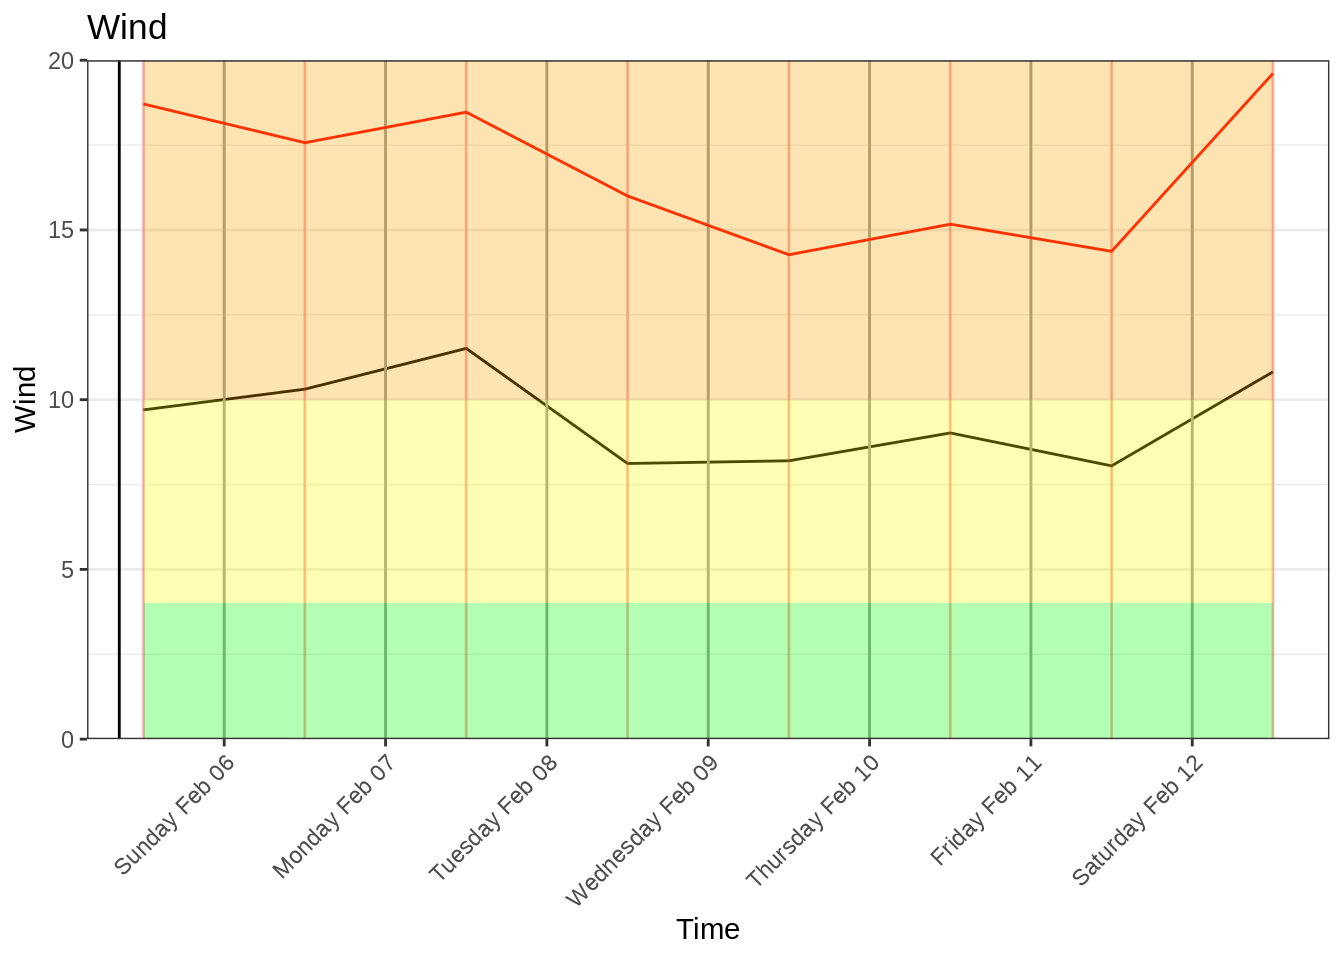 Wind
20
15
10
5
0
Wind
Sunday Feb 06
Monday Feb 07
Tuesday Feb 08
Wednesday Feb 09
Thursday Feb 10
Friday Feb 11
Saturday Feb 12
Time